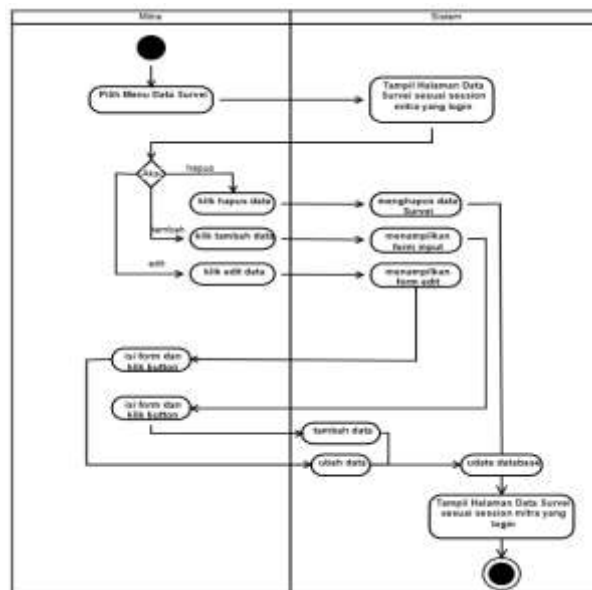 Mitra
Sistem
Pilih Menu Data Survei
Tampil Halaman Data
Survei sesuai session
mitra yang login
Aksi
hapus
klik hapus data
menghapus data
Survei
tambah
klik tambah data
menampilkan
form input
edit
klik edit data
menampilkan
form edit
isi form dan
klik button
isi form dan
klik button
tambah data
ubah data
udate database
Tampil Halaman Data Survei
sesuai session mitra yang
login